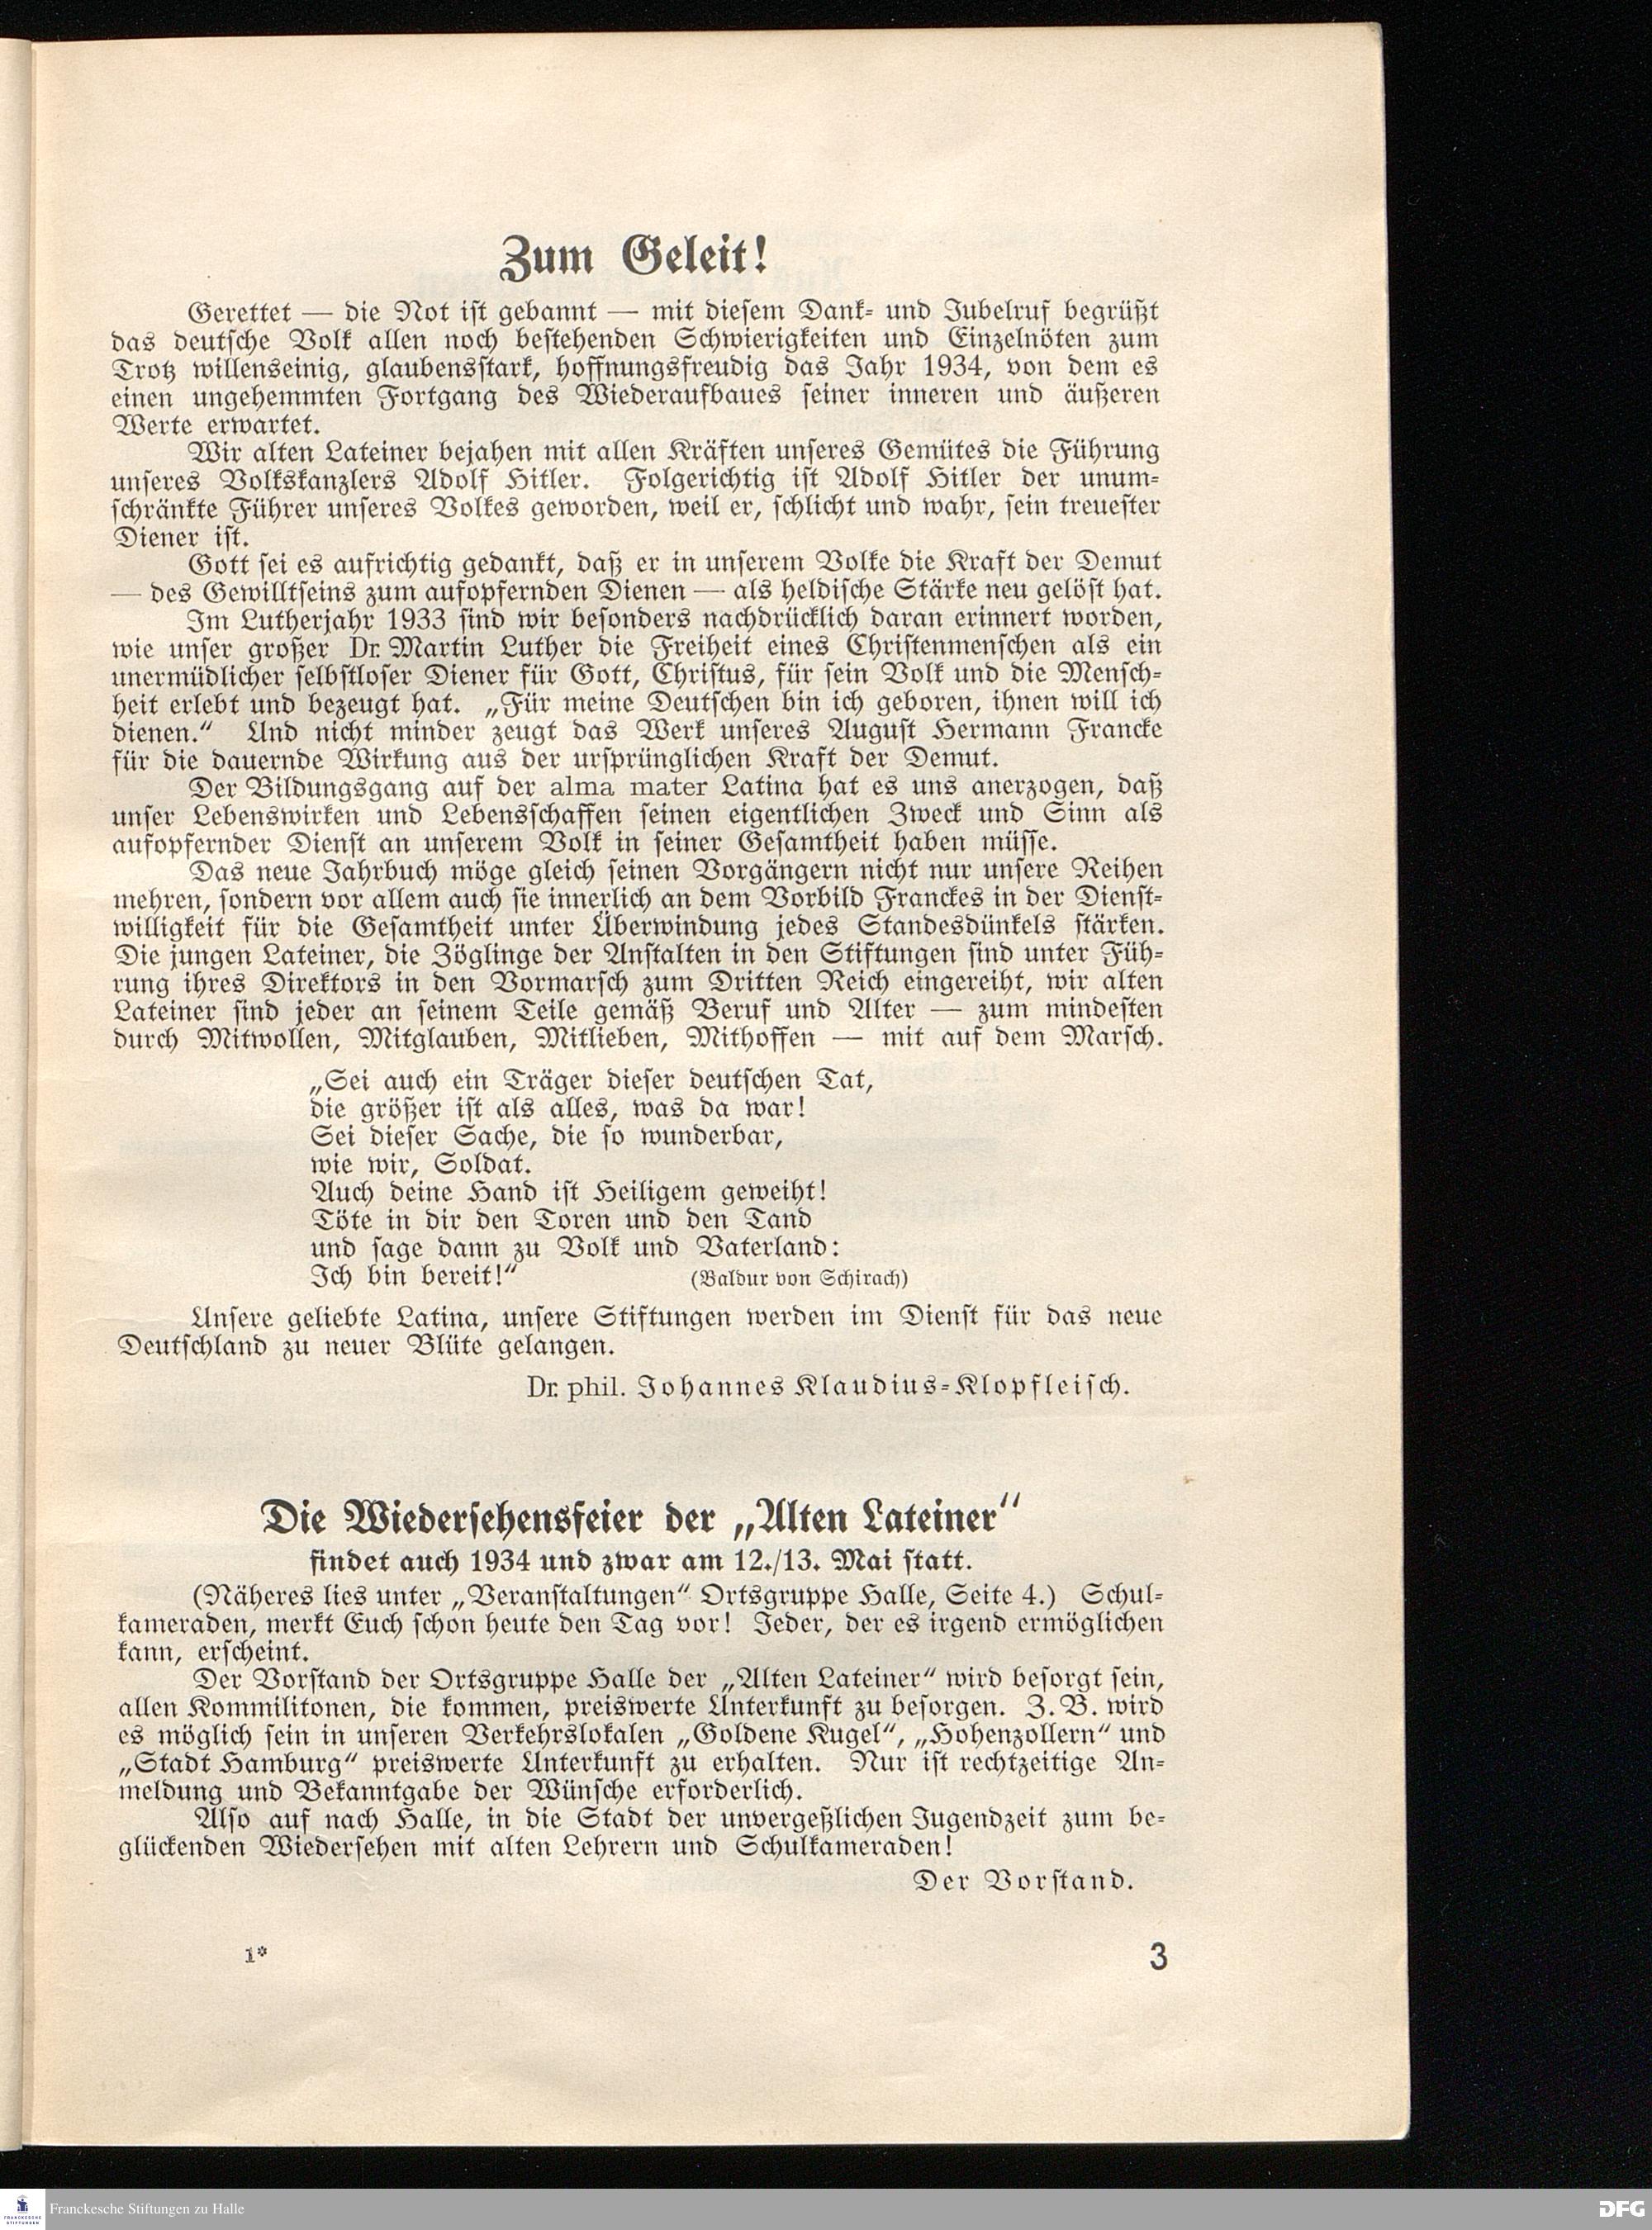 Zum Geleit!
Gerettet — die Not ist gebannt — mit diesem Dank- und Jubelruf begrüßt
das deutsche Volk allen noch bestehenden Schwierigkeiten und Einzelnöten zum
Trotz willenseinig, glaubensstark, hoffnungsfreudig das Jahr 1934, von dem es
einen ungehemmten Fortgang des Wiederaufbaues seiner inneren und äußeren
Werte erwartet.
Wir alten Lateiner bejahen mit allen Kräften unseres Gemütes die Führung
unseres Volkskanzlers Adolf Hitler. Folgerichtig ist Adolf Hitler der unum-
schränkte Führer unseres Volkes geworden, weil er, schlicht und wahr, sein treuester
Diener ist.
Gott sei es aufrichtig gedankt, daß er in unserem Volke die Kraft der Demut
— des Gewilltseins zum aufopfernden Dienen — als heldische Stärke neu gelöst hat.
Im Lutherjahr 1933 sind wir besonders nachdrücklich daran erinnert worden,
wie unser großer Dr. Martin Luther die Freiheit eines Christenmenschen als ein
unermüdlicher selbstloser Diener für Gott, Christus, für sein Volk und die Mensch-
heit erlebt und bezeugt hat. „Für meine Deutschen bin ich geboren, ihnen will ich
dienen.“ Und nicht minder zeugt das Werk unseres August Hermann Francke
für die dauernde Wirkung aus der ursprünglichen Kraft der Demut.
Der Bildungsgang auf der alma mater Latina hat es uns anerzogen, daß
unser Lebenswirken und Lebensschaffen seinen eigentlichen Zweck und Sinn als
aufopfernder Dienst an unserem Volk in seiner Gesamtheit haben müsse.
Das neue Jahrbuch möge gleich seinen Vorgängern nicht nur unsere Reihen
mehren, sondern vor allem auch sie innerlich an dem Vorbild Franckes in der Dienst-
willigkeit für die Gesamtheit unter Überwindung jedes Standesdünkels stärken.
Die jungen Lateiner, die Zöglinge der Anstalten in den Stiftungen sind unter Füh-
rung ihres Direktors in den Vormarsch zum Dritten Reich eingereiht, wir alten
Lateiner sind jeder an seinem Teile gemäß Beruf und Alter — zum mindesten
durch Mitwollen, Mitglauben, Mitlieben, Mithoffen — mit auf dem Marsch.
„Sei auch ein Träger dieser deutschen Tat,
die größer ist als alles, was da war!
Sei dieser Sache, die so wunderbar,
wie wir, Soldat.
Auch deine Hand ist Heiligem geweiht!
Töte in dir den Toren und den Tand
und sage dann zu Volk und Vaterland:
Ich bin bereit!“ (Baldur von Schirach)
Unsere geliebte Latina, unsere Stiftungen werden im Dienst für das neue
Deutschland zu neuer Blüte gelangen.
Dr. phil. Johannes Klaudius-Klopfleisch.
Die Wiedersehensfeier der „Alten Lateiner“
findet auch 1934 und zwar am 12./13. Mai statt.
(Näheres lies unter „Veranstaltungen“ Ortsgruppe Halle, Seite 4.) Schul-
kameraden, merkt Euch schon heute den Tag vor! Jeder, der es irgend ermöglichen
kann, erscheint.
Der Vorstand der Ortsgruppe Halle der „Alten Lateiner“ wird besorgt sein,
allen Kommilitonen, die kommen, preiswerte Unterkunft zu besorgen. Z. B. wird
es möglich sein in unseren Verkehrslokalen „Goldene Kugel“, „Hohenzollern“ und
„Stadt Hamburg“ preiswerte Unterkunft zu erhalten. Nur ist rechtzeitige An-
meldung und Bekanntgabe der Wünsche erforderlich.
Also auf nach Halle, in die Stadt der unvergeßlichen Jugendzeit zum be-
glückenden Wiedersehen mit alten Lehrern und Schulkameraden!
Der Vorstand.
1*
3
FRANCKESCHE
STIFTUNGEN
Franckesche Stiftungen zu Halle
DFG